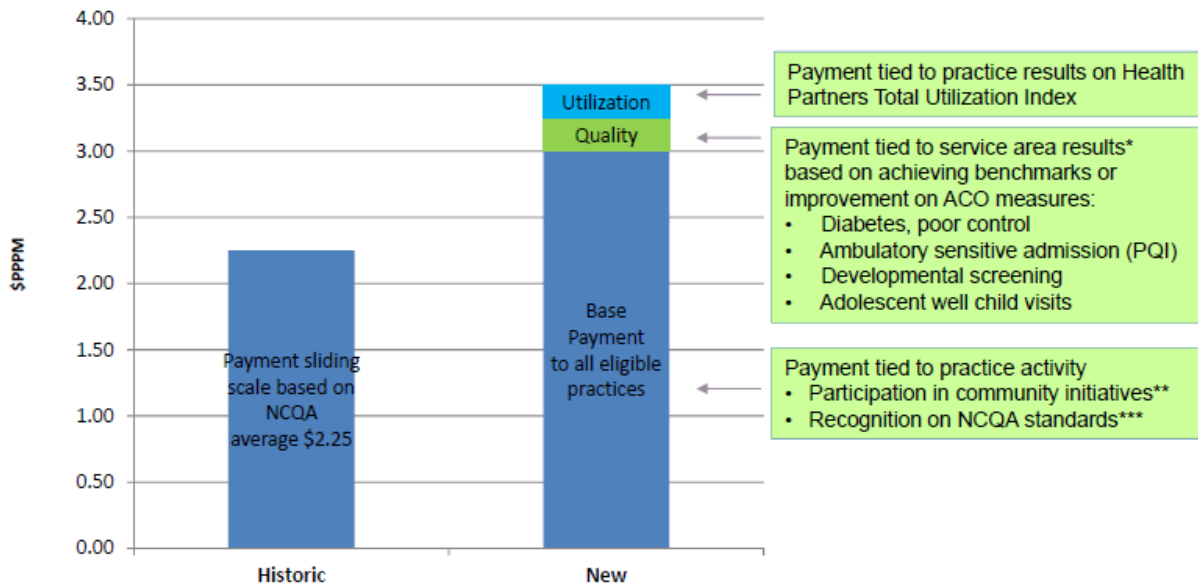 4.00
3.50
3.00
2.50
2.00
1.50
1.00
0.50
0.00
$PPPM
Payment sliding
scale based on
NCQA
average $2.25
Historic
Utilization
Quality
Base
Payment
to all eligible
practices
New
Payment tied to practice results on Health
Partners Total Utilization Index
Payment tied to service area results*
based on achieving benchmarks or
improvement on ACO measures:
• Diabetes, poor control
• Ambulatory sensitive admission (PQI)
• Developmental screening
• Adolescent well child visits
Payment tied to practice activity
• Participation in community initiatives**
• Recognition on NCQA standards***